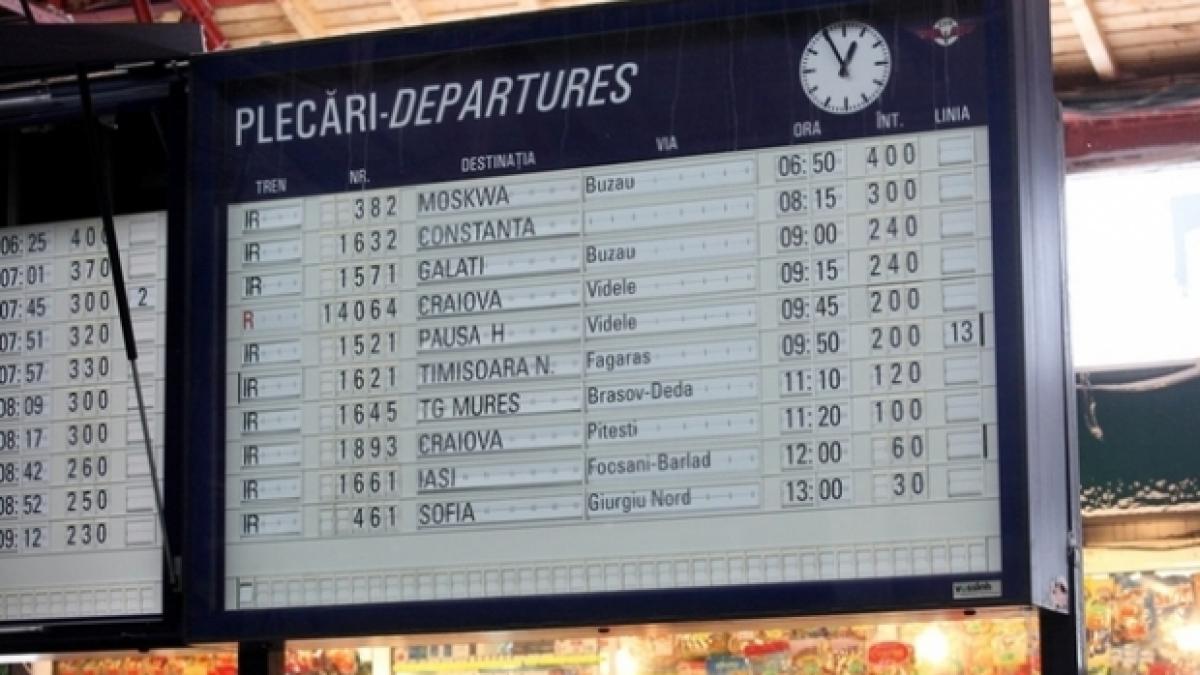 PLECĂRI-DEPARTURES
TREN NR. DESTINAȚIA VIA ORA ÎNT. LINIA
IR 382 MOSKWA Buzau 06:50 400
IR 1632 CONSTANTA 08:15 300
IR 1571 GALATI Buzau 09:00 240
R 14064 CRAIOVA Videle 09:15 240
IR 1521 PAUSA H Videle 09:45 200
IR 1621 TIMISOARA N. Fagaras 09:50 200 13
IR 1645 TG MURES Brasov-Deda 11:10 120
IR 1893 CRAIOVA Pitesti 11:20 100
IR 1661 IASI Focsani-Barlad 12:00 60
IR 461 SOFIA Giurgiu Nord 13:00 30
06:25 400
07:01 370
07:45 300 2
07:51 320
07:57 330
08:09 300
08:17 300
08:42 260
08:52 250
09:12 230